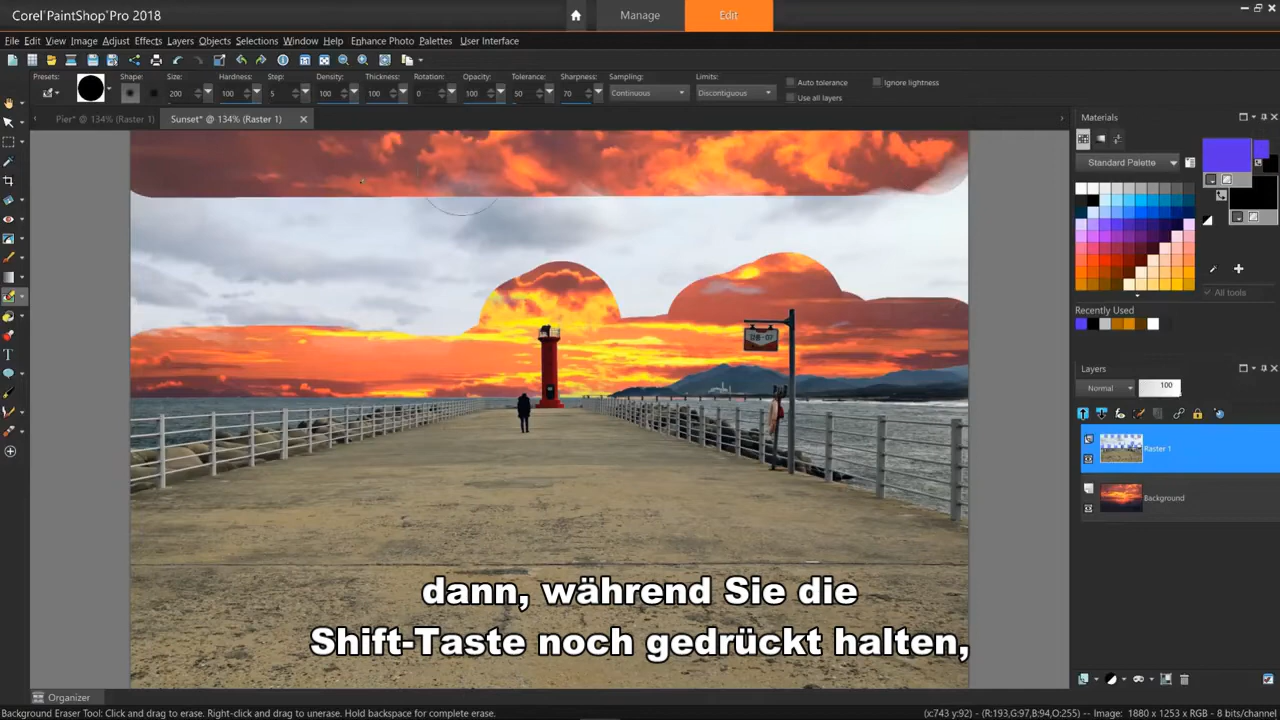 Corel PaintShop Pro 2018
Manage
Edit
File Edit View Image Adjust Effects Layers Objects Selections Window Help Enhance Photo Palettes User Interface
Presets: Shape: Size: Hardness: Step: Density: Thickness: Rotation: Opacity: Tolerance: Sharpness: Sampling: Limits:
Auto tolerance
Ignore lightness
200 100 5 100 100 0 100 50 70 Continuous Discontiguous
Use all layers
Pier* @ 134% (Raster 1)
Sunset* @ 134% (Raster 1)
Materials
Standard Palette
All tools
Recently Used
Layers
Normal
100
Raster 1
Background
dann, während Sie die
Shift-Taste noch gedrückt halten,
Organizer
Background Eraser Tool: Click and drag to erase. Right-click and drag to unerase. Hold backspace for complete erase.
(x:743 y:92) - (R:193,G:97,B:94,O:255) -- Image: 1880 x 1253 x RGB - 8 bits/channel